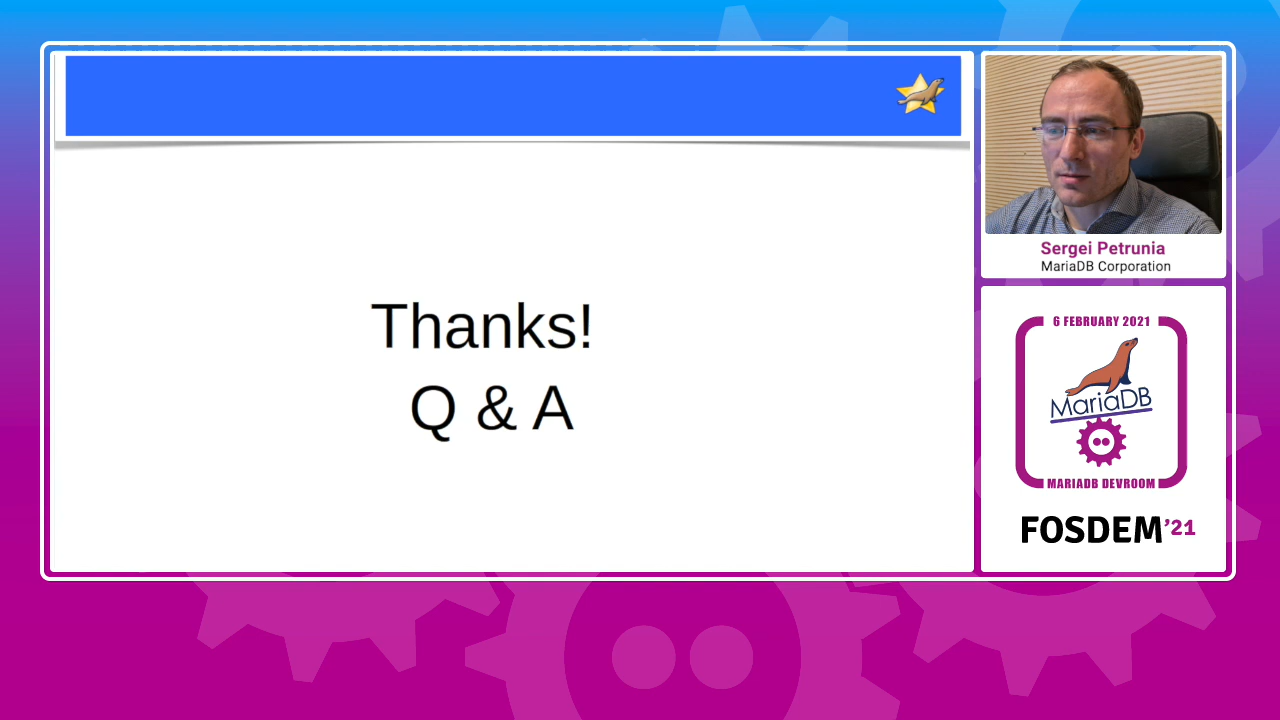 Thanks!
Q & A
Sergei Petrunia
MariaDB Corporation
6 FEBRUARY 2021
MariaDB
MARIADB DEVROOM
FOSDEM'21